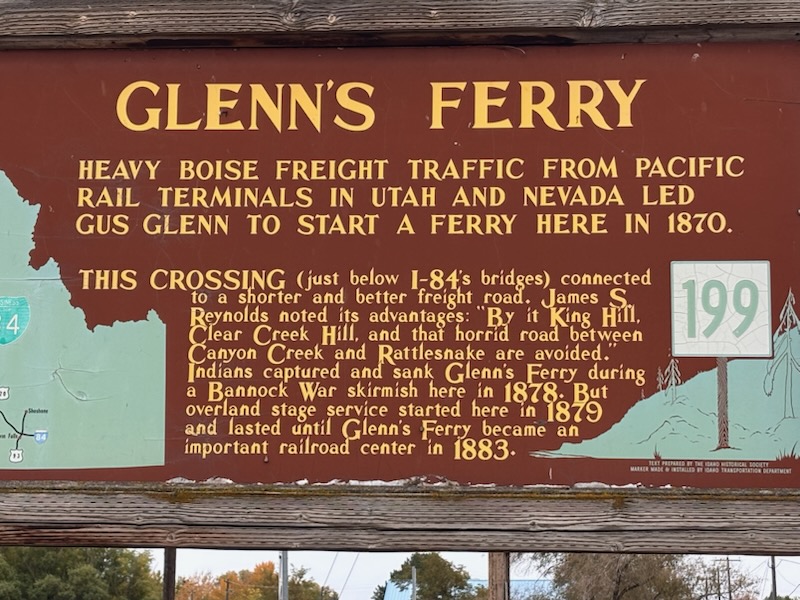 GLENN'S FERRY
HEAVY BOISE FREIGHT TRAFFIC FROM PACIFIC
RAIL TERMINALS IN UTAH AND NEVADA LED
GUS GLENN TO START A FERRY HERE IN 1870.
THIS CROSSING (just below I-84's bridges) connected
to a shorter and better freight road. James S.
Reynolds noted its advantages: "By it King Hill,
Clear Creek Hill, and that horrid road between
Canyon Creek and Rattlesnake are avoided."
Indians captured and sank Glenn's Ferry during
a Bannock War skirmish here in 1878. But
overland stage service started here in 1879
and lasted until Glenn's Ferry became an
important railroad center in 1883.
199
TEXT PREPARED BY THE IDAHO HISTORICAL SOCIETY
MARKER MADE & INSTALLED BY IDAHO TRANSPORTATION DEPARTMENT
4
Shoshone
Falls
84
93